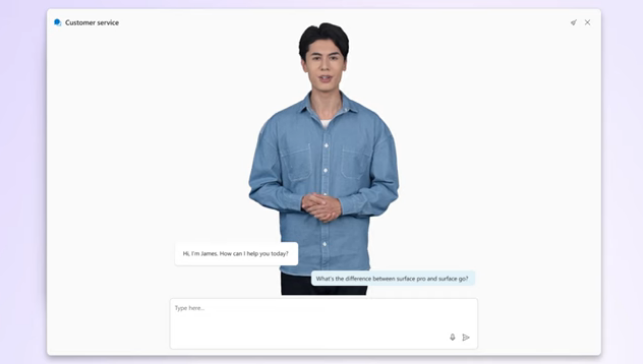 Customer service
Hi, I'm James. How can I help you today?
What's the difference between surface pro and surface go?
Type here...